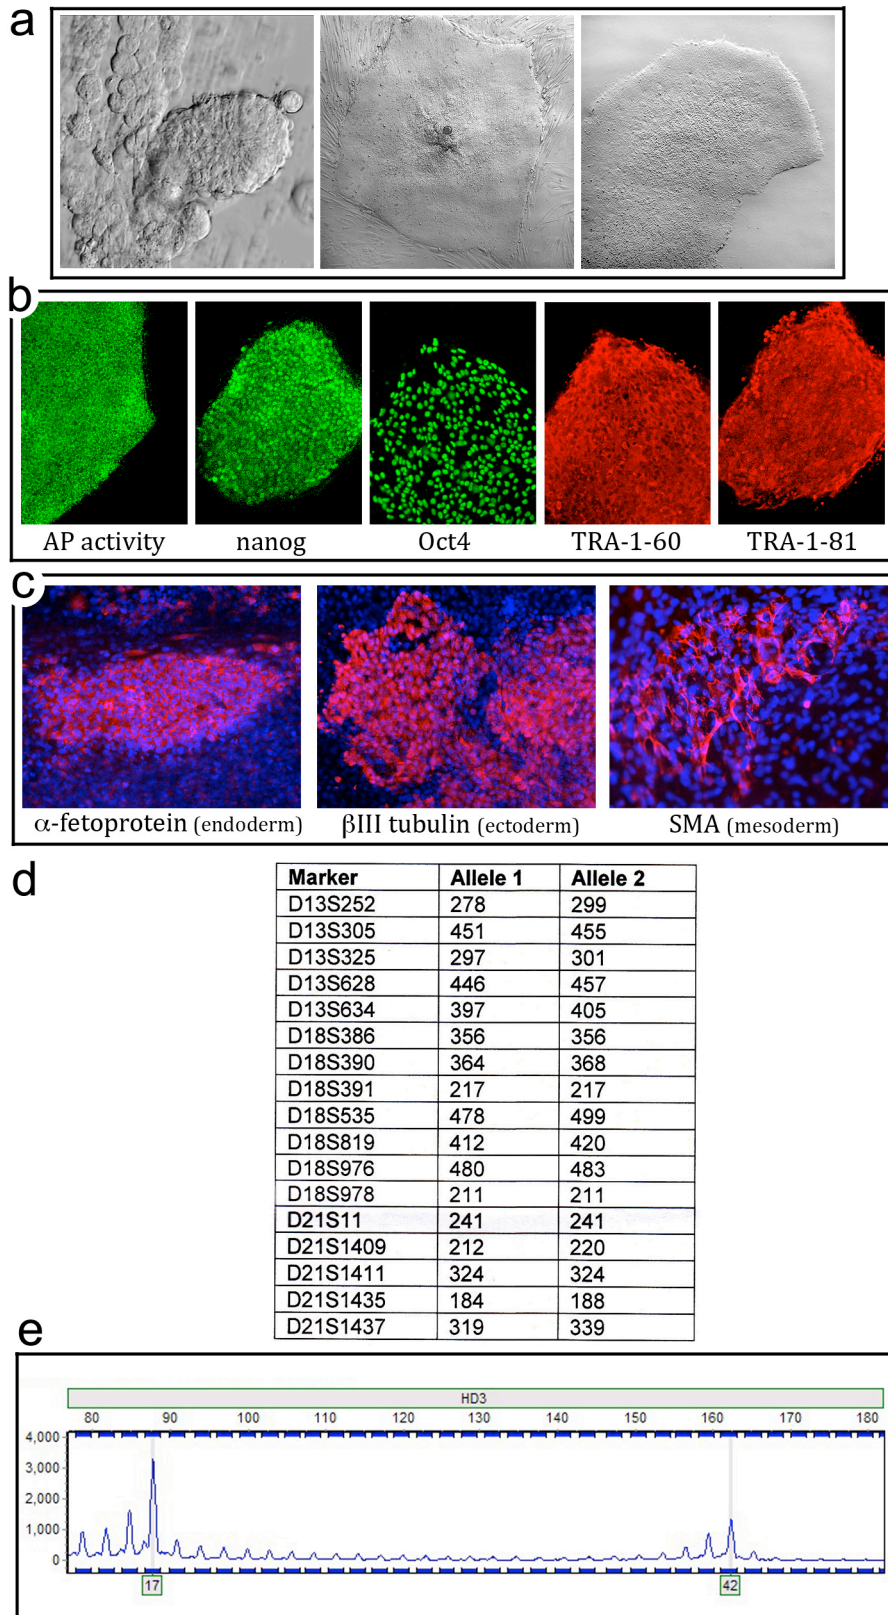 a
b
AP activity nanog Oct4 TRA-1-60 TRA-1-81
c
α-fetoprotein (endoderm) βIII tubulin (ectoderm) SMA (mesoderm)
d
Marker Allele 1 Allele 2
D13S252 278 299
D13S305 451 455
D13S325 297 301
D13S628 446 457
D13S634 397 405
D18S386 356 356
D18S390 364 368
D18S391 217 217
D18S535 478 499
D18S819 412 420
D18S976 480 483
D18S978 211 211
D21S11 241 241
D21S1409 212 220
D21S1411 324 324
D21S1435 184 188
D21S1437 319 339
e
HD3
80 90 100 110 120 130 140 150 160 170 180
4,000
3,000
2,000
1,000
0
17 42